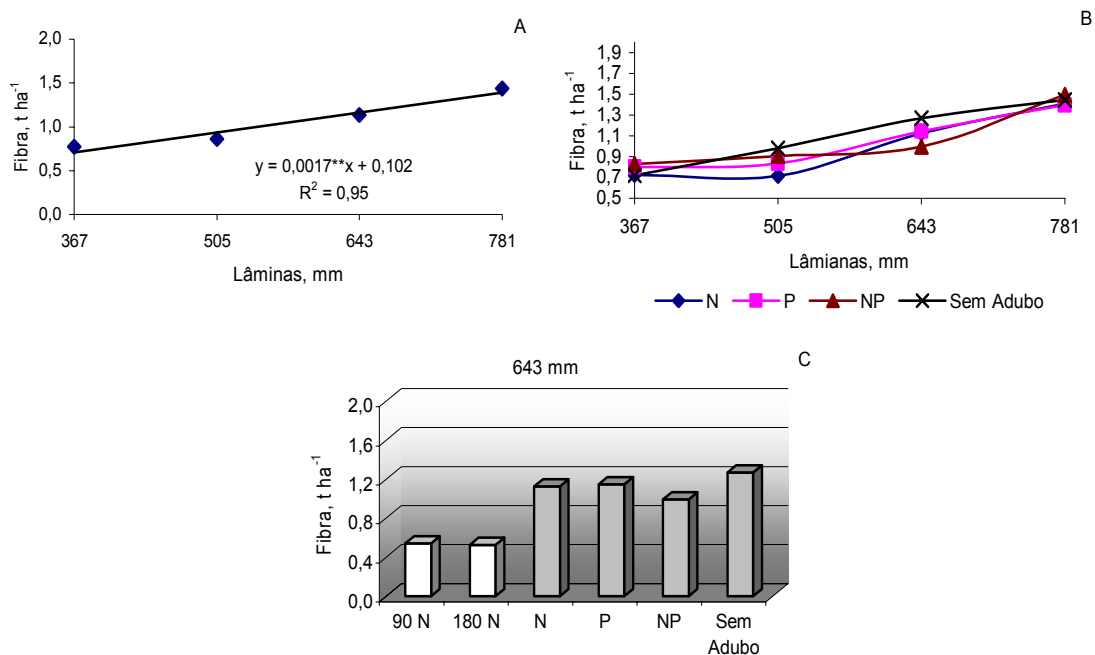 A
Fibra, t ha⁻¹
2,0
1,5
1,0
0,5
0,0
y = 0,0017**x + 0,102
R² = 0,95
367 505 643 781
Lâminas, mm
B
Fibra, t ha⁻¹
1,9
1,7
1,5
1,3
1,1
0,9
0,7
0,5
367 505 643 781
Lâmianas, mm
N P NP Sem Adubo
C
643 mm
Fibra, t ha⁻¹
2,0
1,6
1,2
0,8
0,4
0,0
90 N 180 N N P NP Sem
Adubo